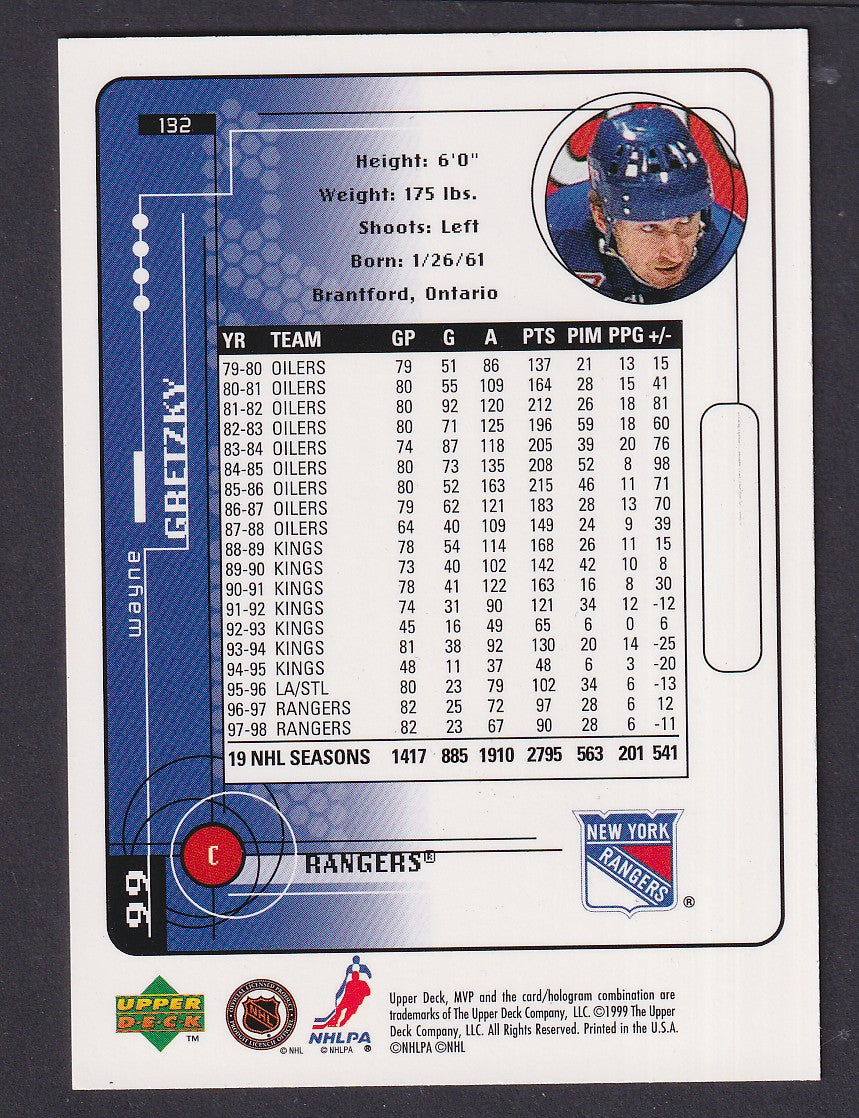 132
Height: 6'0"
Weight: 175 lbs.
Shoots: Left
Born: 1/26/61
Brantford, Ontario
wayne GRETZKY
YR TEAM GP G A PTS PIM PPG +/-
79-80 OILERS 79 51 86 137 21 13 15
80-81 OILERS 80 55 109 164 28 15 41
81-82 OILERS 80 92 120 212 26 18 81
82-83 OILERS 80 71 125 196 59 18 60
83-84 OILERS 74 87 118 205 39 20 76
84-85 OILERS 80 73 135 208 52 8 98
85-86 OILERS 80 52 163 215 46 11 71
86-87 OILERS 79 62 121 183 28 13 70
87-88 OILERS 64 40 109 149 24 9 39
88-89 KINGS 78 54 114 168 26 11 15
89-90 KINGS 73 40 102 142 42 10 8
90-91 KINGS 78 41 122 163 16 8 30
91-92 KINGS 74 31 90 121 34 12 -12
92-93 KINGS 45 16 49 65 6 0 6
93-94 KINGS 81 38 92 130 20 14 -25
94-95 KINGS 48 11 37 48 6 3 -20
95-96 LA/STL 80 23 79 102 34 6 -13
96-97 RANGERS 82 25 72 97 28 6 12
97-98 RANGERS 82 23 67 90 28 6 -11
19 NHL SEASONS 1417 885 1910 2795 563 201 541
C
RANGERS®
NEW YORK
RANGERS
®
99
UPPER
DECK
™
NHL
© NHL
NHLPA
© NHLPA ®
Upper Deck, MVP and the card/hologram combination are
trademarks of The Upper Deck Company, LLC. ©1999 The Upper
Deck Company, LLC. All Rights Reserved. Printed in the U.S.A.
©NHLPA ©NHL